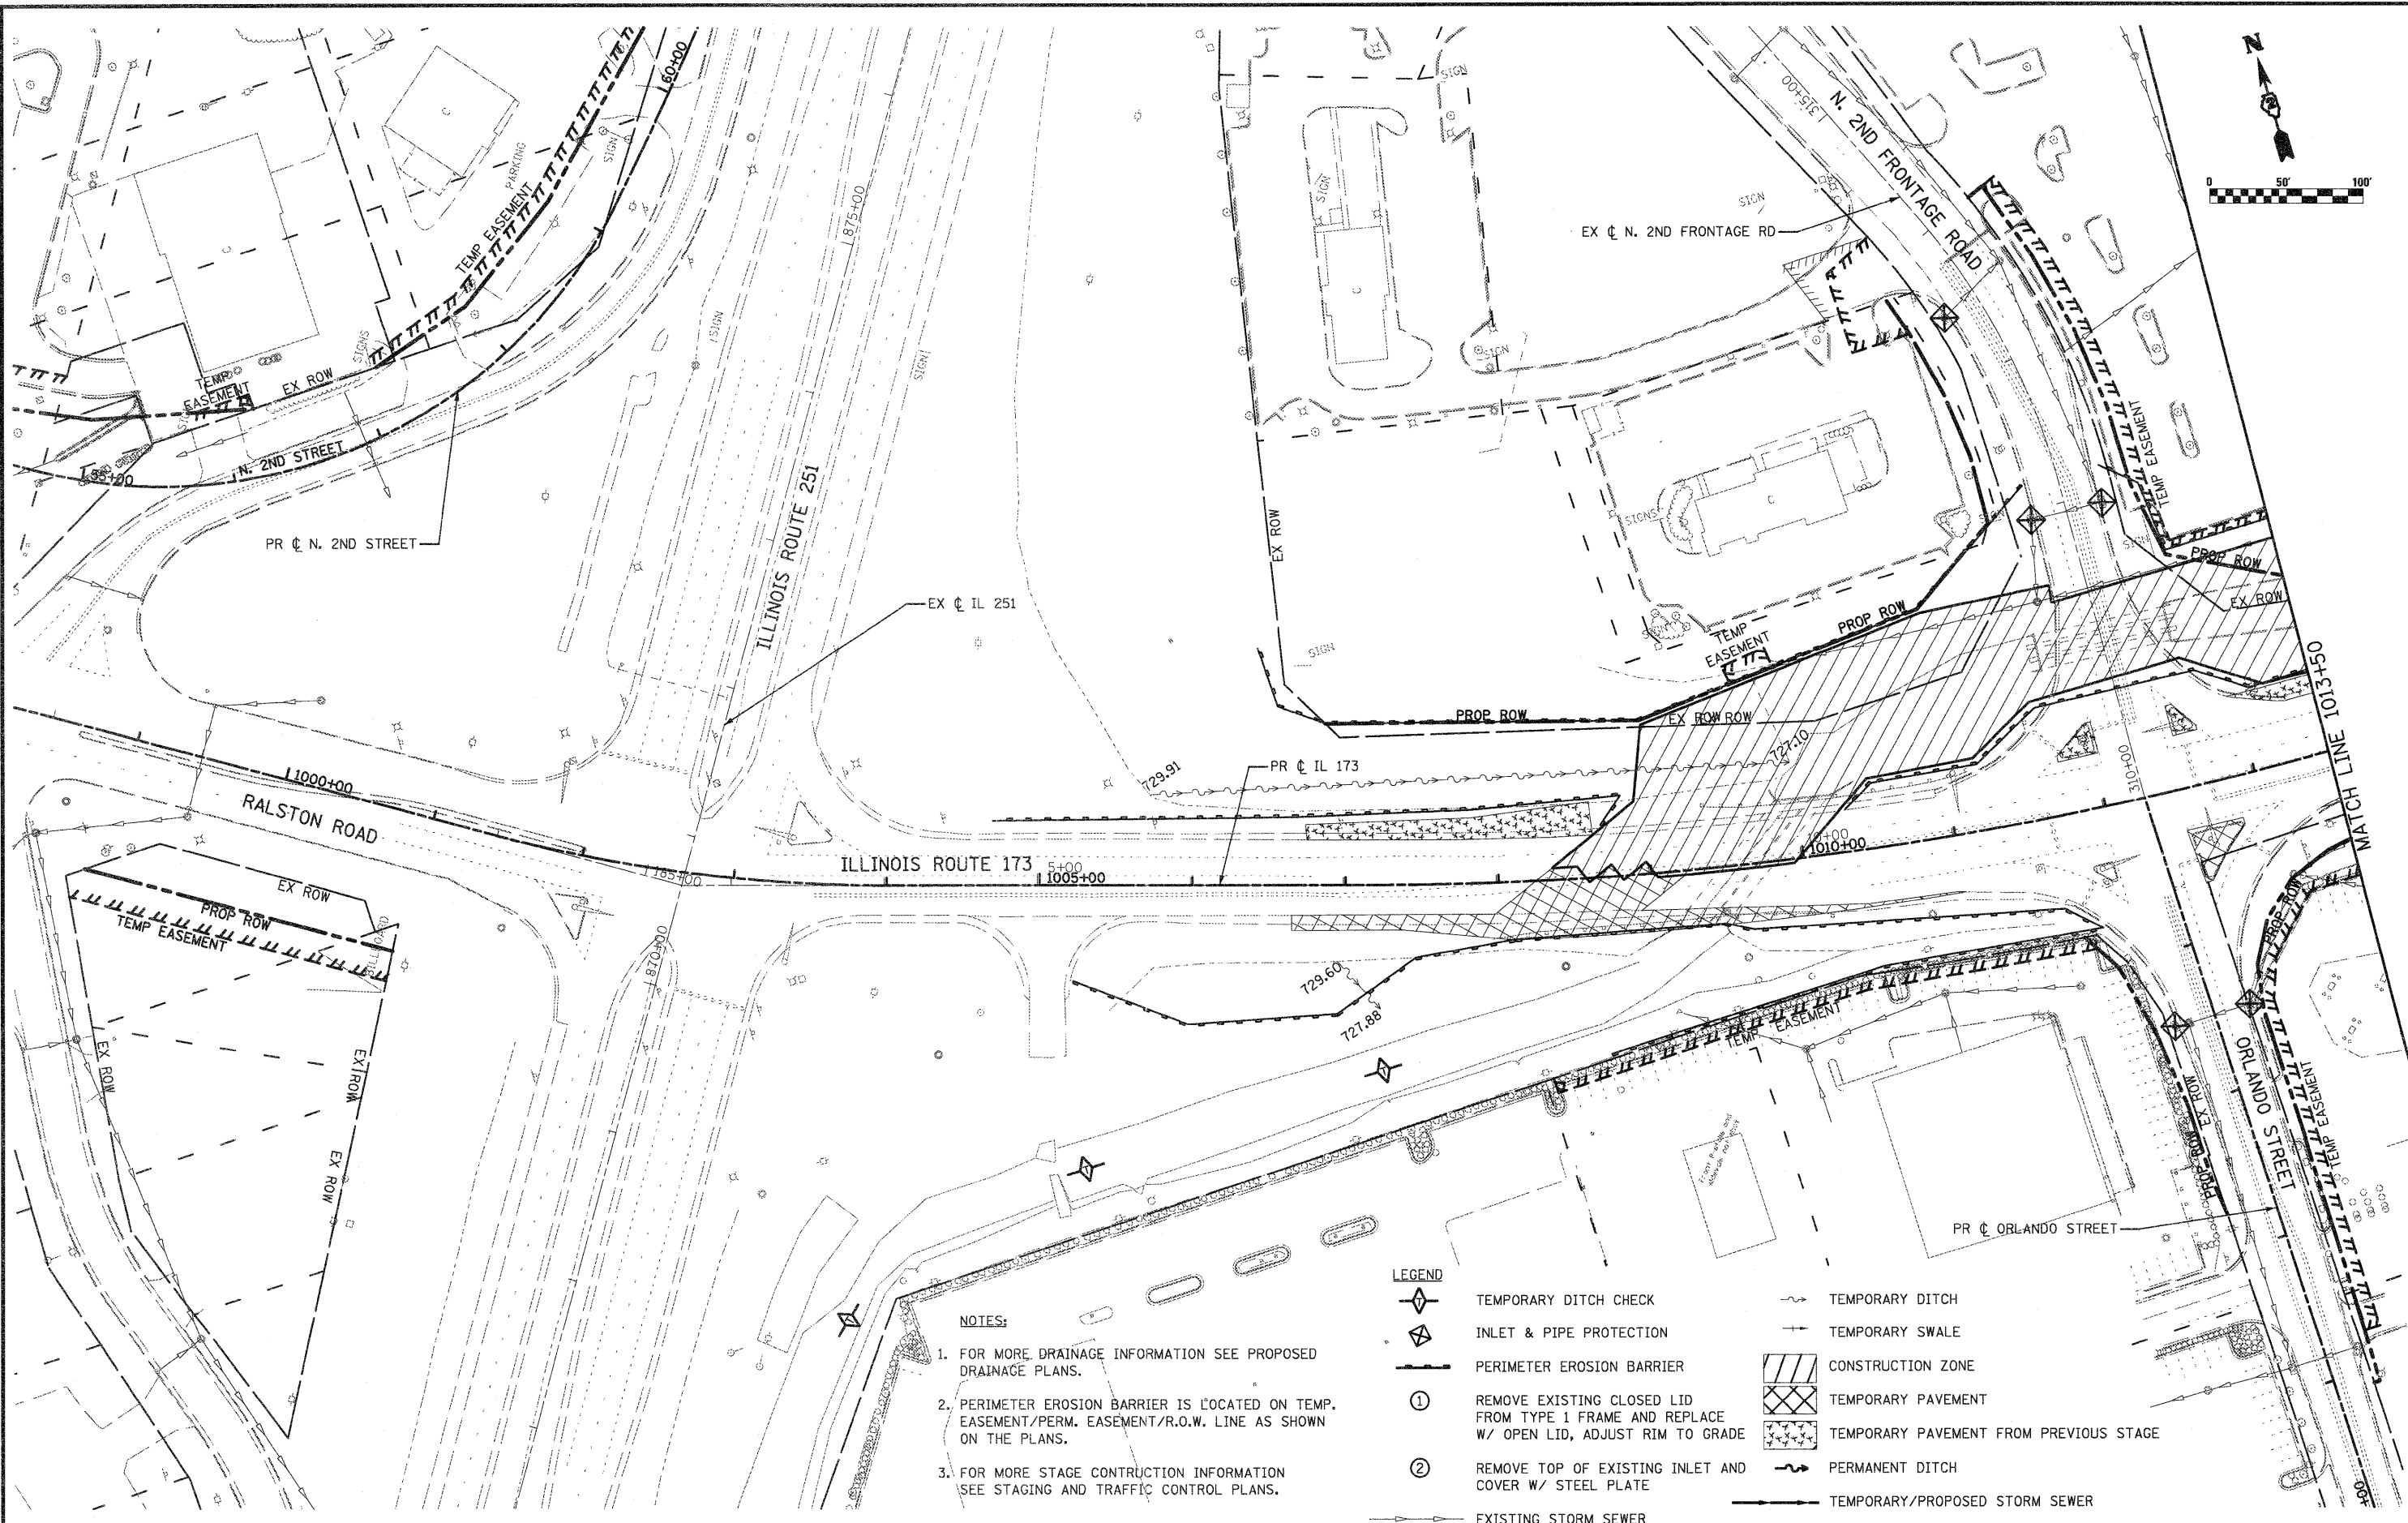 N
2
0 50' 100'
60+00
SIGN
PARKING
TEMP EASEMENT
SIGNS
EX ROW
TEMP
EASEMENT
SIGN
N. 2ND STREET
55+00
PR ℄ N. 2ND STREET
C
C
SIGN
875+00
SIGN
ILLINOIS ROUTE 251
EX ℄ IL 251
SIGN
SIGN
C
SIGN
EX ROW
SIGN
315+00
N. 2ND FRONTAGE ROAD
SIGN
EX ℄ N. 2ND FRONTAGE RD
TEMP EASEMENT
SIGNS
C
SIGN
SIGN
SIGN
PROP ROW
EX ROW
TEMP
EASEMENT
PROP ROW
PROP ROW
EX ROW
ROW
MATCH LINE 1013+50
310+00
729.91
727.10
PR ℄ IL 173
1000+00
RALSTON ROAD
165+00
ILLINOIS ROUTE 173
5+00
1005+00
10+00
1010+00
EX ROW
PROP ROW
TEMP EASEMENT
870+00
EX ROW
EX ROW
EX ROW
729.60
727.88
TEMP EASEMENT
PROP ROW
EX ROW
PROP ROW
ORLANDO STREET
TEMP EASEMENT
PR ℄ ORLANDO STREET
+00
NOTES:
1. FOR MORE DRAINAGE INFORMATION SEE PROPOSED
DRAINAGE PLANS.
2. PERIMETER EROSION BARRIER IS LOCATED ON TEMP.
EASEMENT/PERM. EASEMENT/R.O.W. LINE AS SHOWN
ON THE PLANS.
3. FOR MORE STAGE CONTRUCTION INFORMATION
SEE STAGING AND TRAFFIC CONTROL PLANS.
LEGEND
TEMPORARY DITCH CHECK
INLET & PIPE PROTECTION
PERIMETER EROSION BARRIER
① REMOVE EXISTING CLOSED LID
FROM TYPE 1 FRAME AND REPLACE
W/ OPEN LID, ADJUST RIM TO GRADE
② REMOVE TOP OF EXISTING INLET AND
COVER W/ STEEL PLATE
EXISTING STORM SEWER
TEMPORARY DITCH
TEMPORARY SWALE
CONSTRUCTION ZONE
TEMPORARY PAVEMENT
TEMPORARY PAVEMENT FROM PREVIOUS STAGE
PERMANENT DITCH
TEMPORARY/PROPOSED STORM SEWER